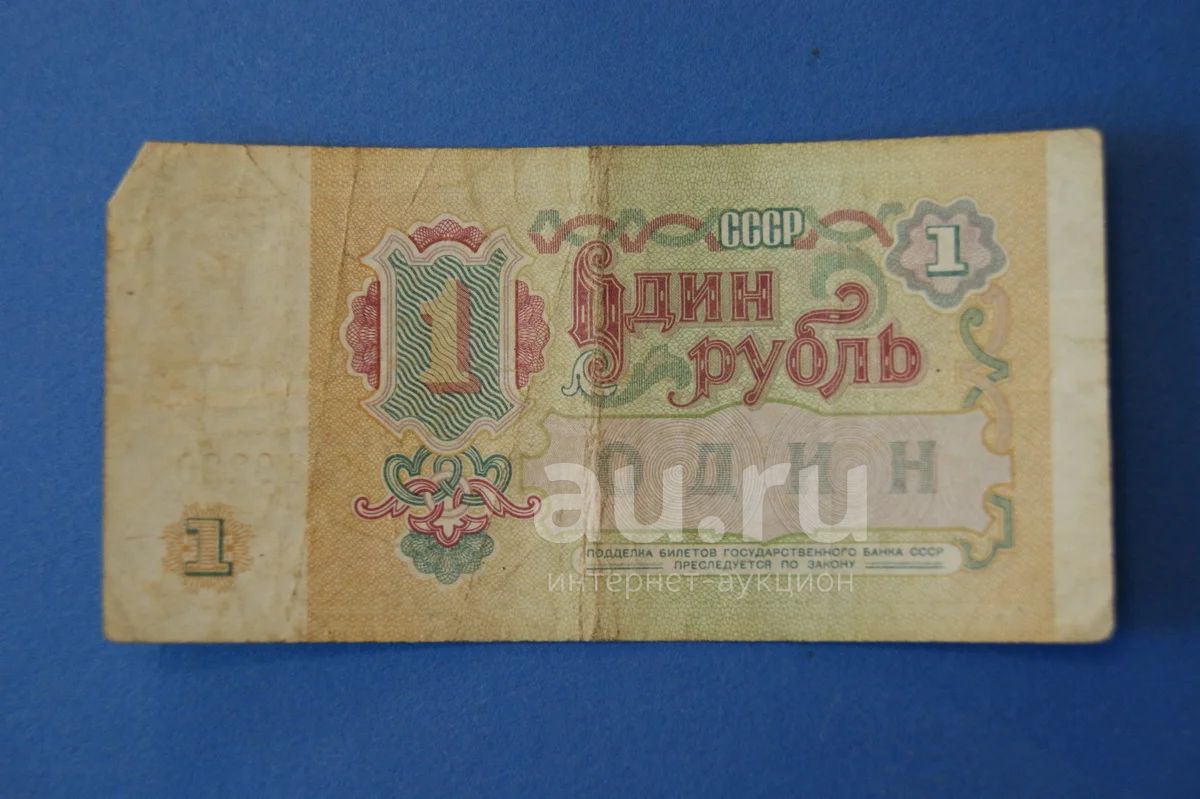 СССР
1
1
Один
рубль
ОДИН
ПОДДЕЛКА БИЛЕТОВ ГОСУДАРСТВЕННОГО БАНКА СССР
ПРЕСЛЕДУЕТСЯ ПО ЗАКОНУ
1
au.ru
интернет-аукцион